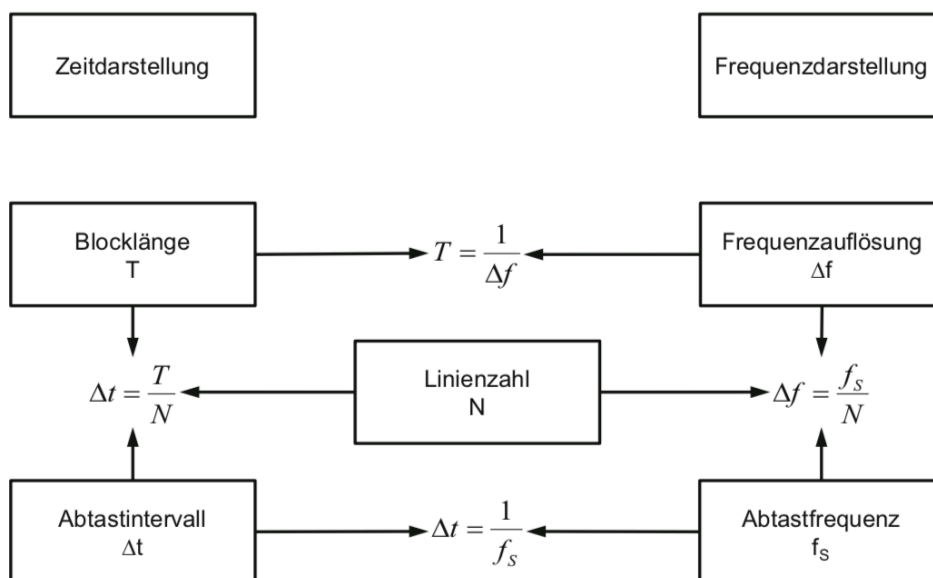 Zeitdarstellung
Frequenzdarstellung
Blocklänge
T
T = 1/Δf
Frequenzauflösung
Δf
Δt = T/N
Linienzahl
N
Δf = f_S/N
Abtastintervall
Δt
Δt = 1/f_S
Abtastfrequenz
f_S